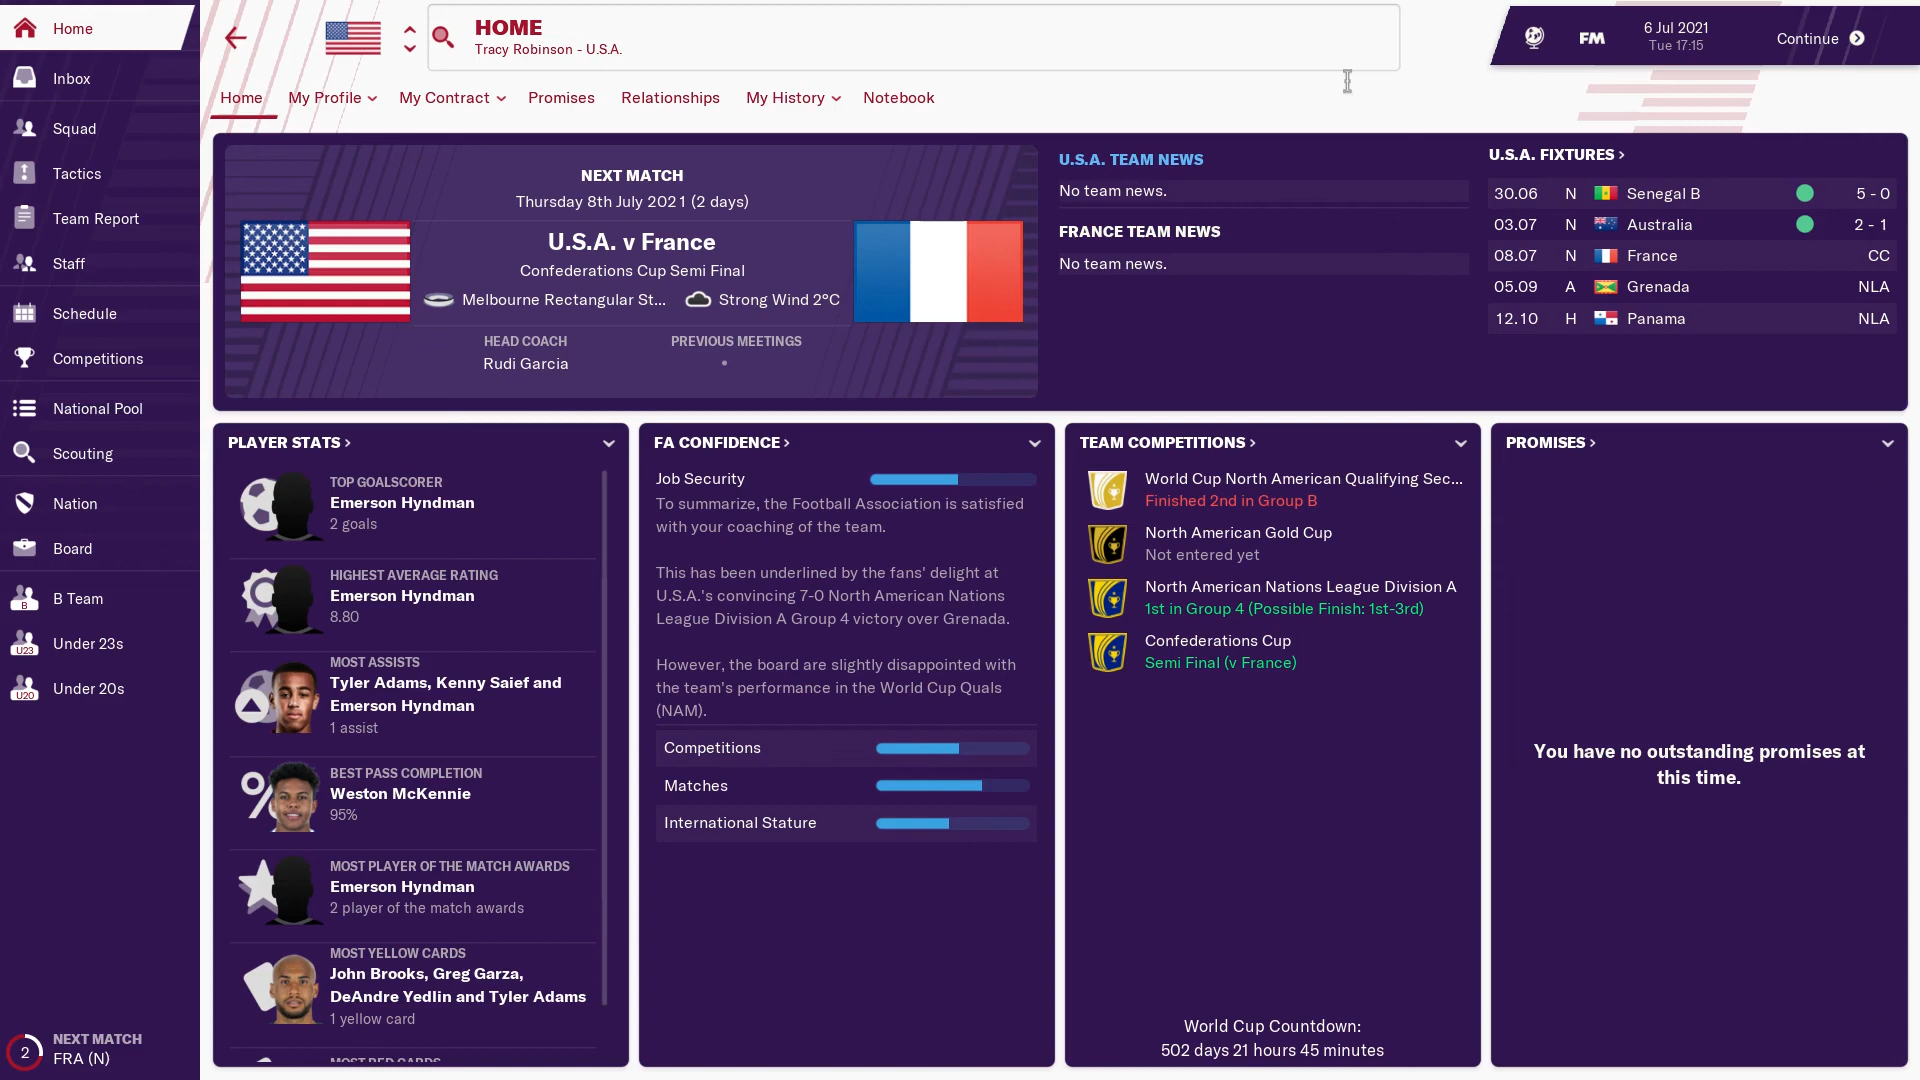 Home
Inbox
Squad
Tactics
Team Report
Staff
Schedule
Competitions
National Pool
Scouting
Nation
Board
B
B Team
U23
Under 23s
U20
Under 20s
2
NEXT MATCH
FRA (N)
HOME
Tracy Robinson - U.S.A.
FM
6 Jul 2021
Tue 17:15
Continue
Home
My Profile
My Contract
Promises
Relationships
My History
Notebook
NEXT MATCH
Thursday 8th July 2021 (2 days)
U.S.A. v France
Confederations Cup Semi Final
Melbourne Rectangular St...
Strong Wind 2°C
HEAD COACH
Rudi Garcia
PREVIOUS MEETINGS
U.S.A. TEAM NEWS
No team news.
FRANCE TEAM NEWS
No team news.
U.S.A. FIXTURES >
30.06 N Senegal B 5 - 0
03.07 N Australia 2 - 1
08.07 N France CC
05.09 A Grenada NLA
12.10 H Panama NLA
PLAYER STATS >
TOP GOALSCORER
Emerson Hyndman
2 goals
HIGHEST AVERAGE RATING
Emerson Hyndman
8.80
MOST ASSISTS
Tyler Adams, Kenny Saief and
Emerson Hyndman
1 assist
%
BEST PASS COMPLETION
Weston McKennie
95%
MOST PLAYER OF THE MATCH AWARDS
Emerson Hyndman
2 player of the match awards
MOST YELLOW CARDS
John Brooks, Greg Garza,
DeAndre Yedlin and Tyler Adams
1 yellow card
MOST RED CARDS
FA CONFIDENCE >
Job Security
To summarize, the Football Association is satisfied
with your coaching of the team.
This has been underlined by the fans' delight at
U.S.A.'s convincing 7-0 North American Nations
League Division A Group 4 victory over Grenada.
However, the board are slightly disappointed with
the team's performance in the World Cup Quals
(NAM).
Competitions
Matches
International Stature
TEAM COMPETITIONS >
World Cup North American Qualifying Sec...
Finished 2nd in Group B
North American Gold Cup
Not entered yet
North American Nations League Division A
1st in Group 4 (Possible Finish: 1st-3rd)
Confederations Cup
Semi Final (v France)
World Cup Countdown:
502 days 21 hours 45 minutes
PROMISES >
You have no outstanding promises at
this time.